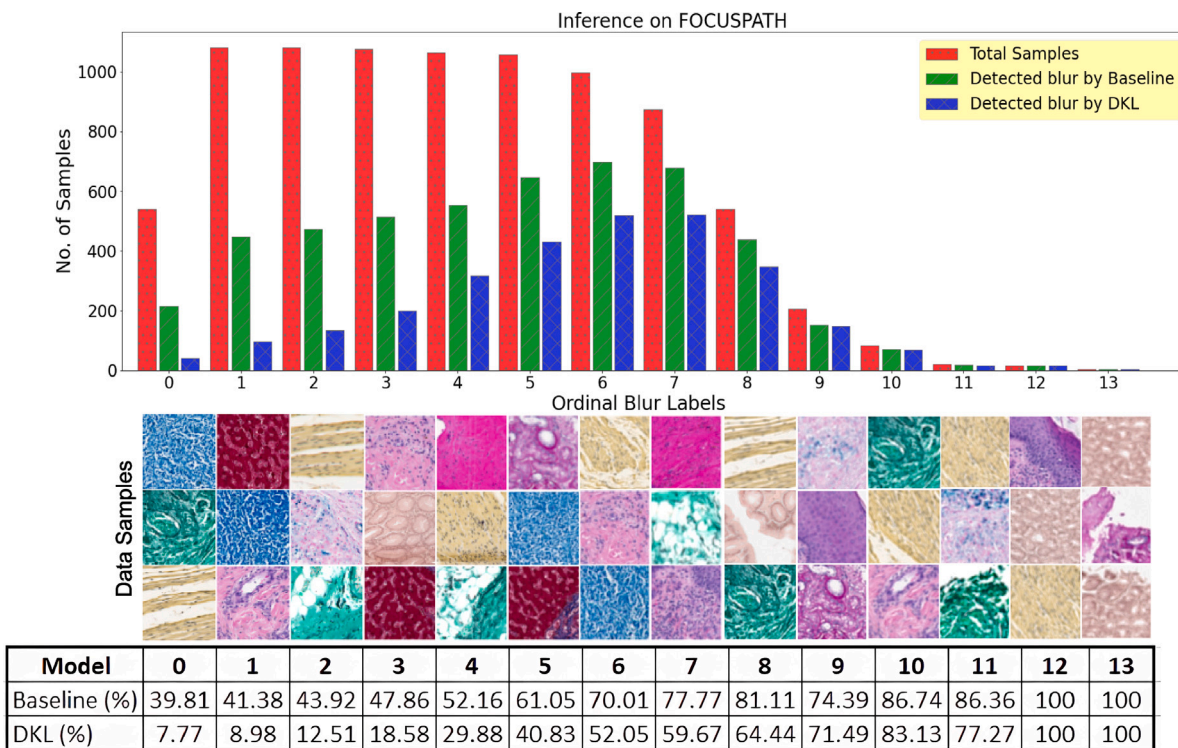 Inference on FOCUSPATH
Total Samples
Detected blur by Baseline
Detected blur by DKL
No. of Samples
1000
800
600
400
200
0
0 1 2 3 4 5 6 7 8 9 10 11 12 13
Ordinal Blur Labels
Data Samples
Model 0 1 2 3 4 5 6 7 8 9 10 11 12 13
Baseline (%) 39.81 41.38 43.92 47.86 52.16 61.05 70.01 77.77 81.11 74.39 86.74 86.36 100 100
DKL (%) 7.77 8.98 12.51 18.58 29.88 40.83 52.05 59.67 64.44 71.49 83.13 77.27 100 100